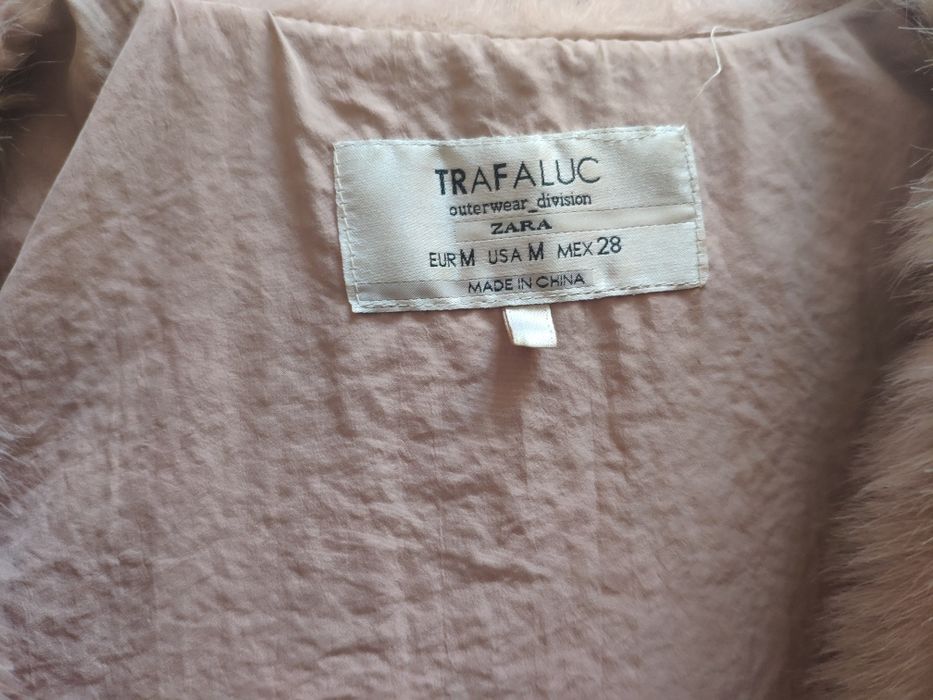 TRAFALUC
outerwear_division
ZARA
EUR M USA M MEX 28
MADE IN CHINA